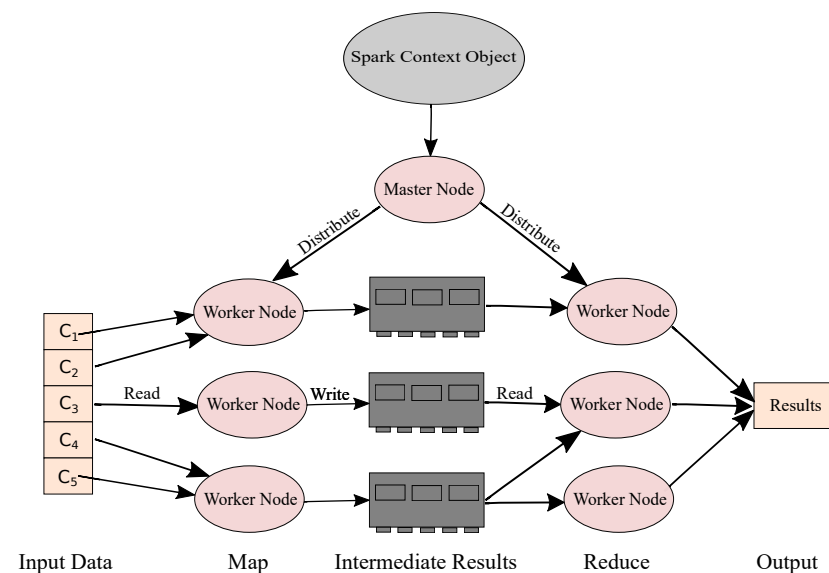 Spark Context Object
Master Node
Distribute
Distribute
Worker Node
Worker Node
C1
C2
C3
C4
C5
Read
Worker Node
Write
Read
Worker Node
Results
Worker Node
Worker Node
Input Data
Map
Intermediate Results
Reduce
Output